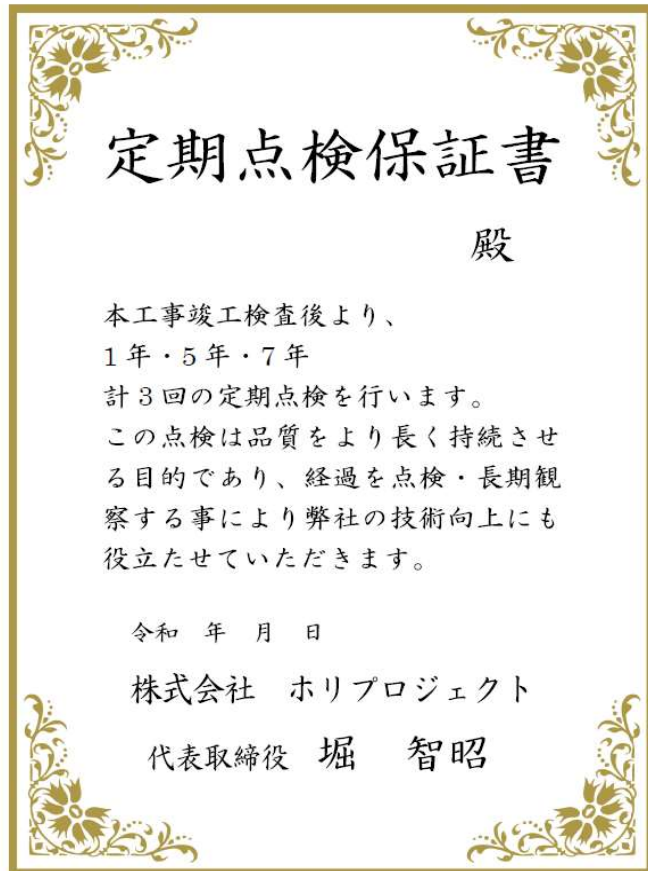 定期点検保証書
殿
本工事竣工検査後より、
1年・5年・7年
計3回の定期点検を行います。
この点検は品質をより長く持続させ
る目的であり、経過を点検・長期観
察する事により弊社の技術向上にも
役立たせていただきます。
令和　年　月　日
株式会社　ホリプロジェクト
代表取締役　堀　智昭